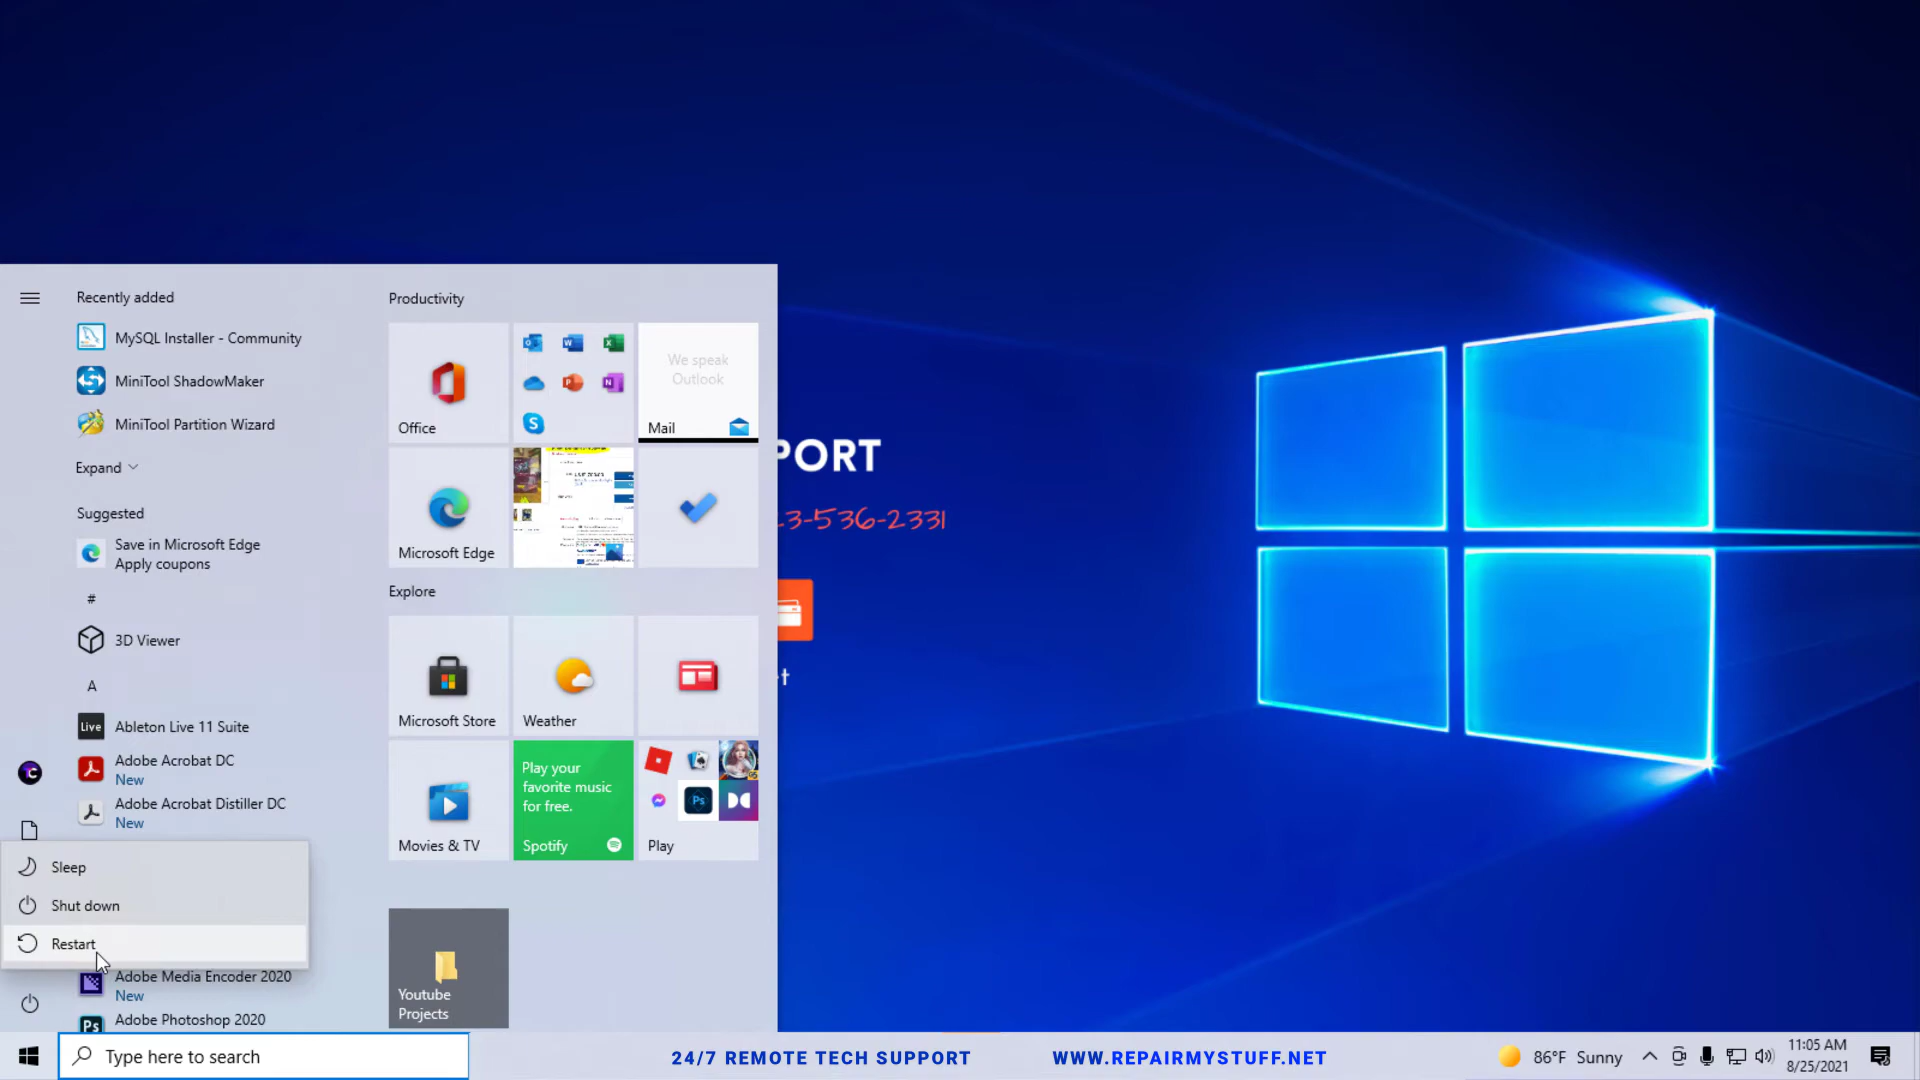 Recently added
MySQL Installer - Community
MiniTool ShadowMaker
MiniTool Partition Wizard
Expand
Suggested
Save in Microsoft Edge
Apply coupons
#
3D Viewer
A
Live
Ableton Live 11 Suite
Adobe Acrobat DC
New
Adobe Acrobat Distiller DC
New
Sleep
Shut down
Restart
Adobe Media Encoder 2020
New
Ps
Adobe Photoshop 2020
Productivity
Office
We speak
Outlook
Mail
Microsoft Edge
Explore
Microsoft Store
Weather
Movies & TV
Play your
favorite music
for free.
Spotify
Ps
Play
Youtube
Projects
PORT
3-536-2331
t
Type here to search
24/7 REMOTE TECH SUPPORT
WWW.REPAIRMYSTUFF.NET
86°F Sunny
11:05 AM
8/25/2021